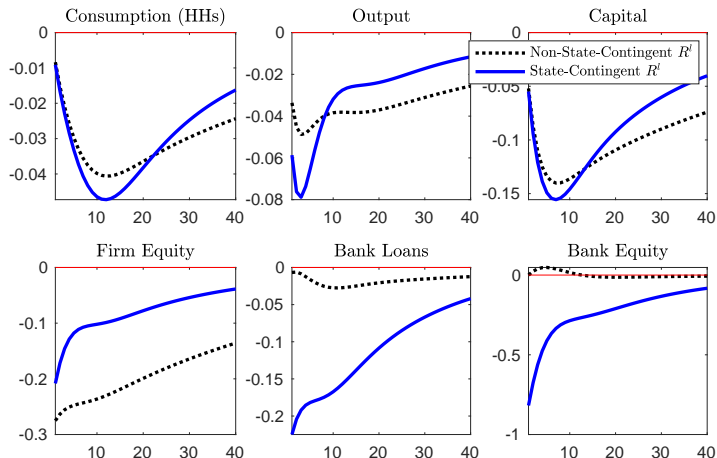 Consumption (HHs)
Output
Capital
0
-0.01
-0.02
-0.03
-0.04
10 20 30 40
0
-0.02
-0.04
-0.06
-0.08
10 20 30 40
0
-0.05
-0.1
-0.15
10 20 30 40
Non-State-Contingent R^l
State-Contingent R^l
Firm Equity
Bank Loans
Bank Equity
0
-0.1
-0.2
-0.3
10 20 30 40
0
-0.05
-0.1
-0.15
-0.2
10 20 30 40
0
-0.5
-1
10 20 30 40